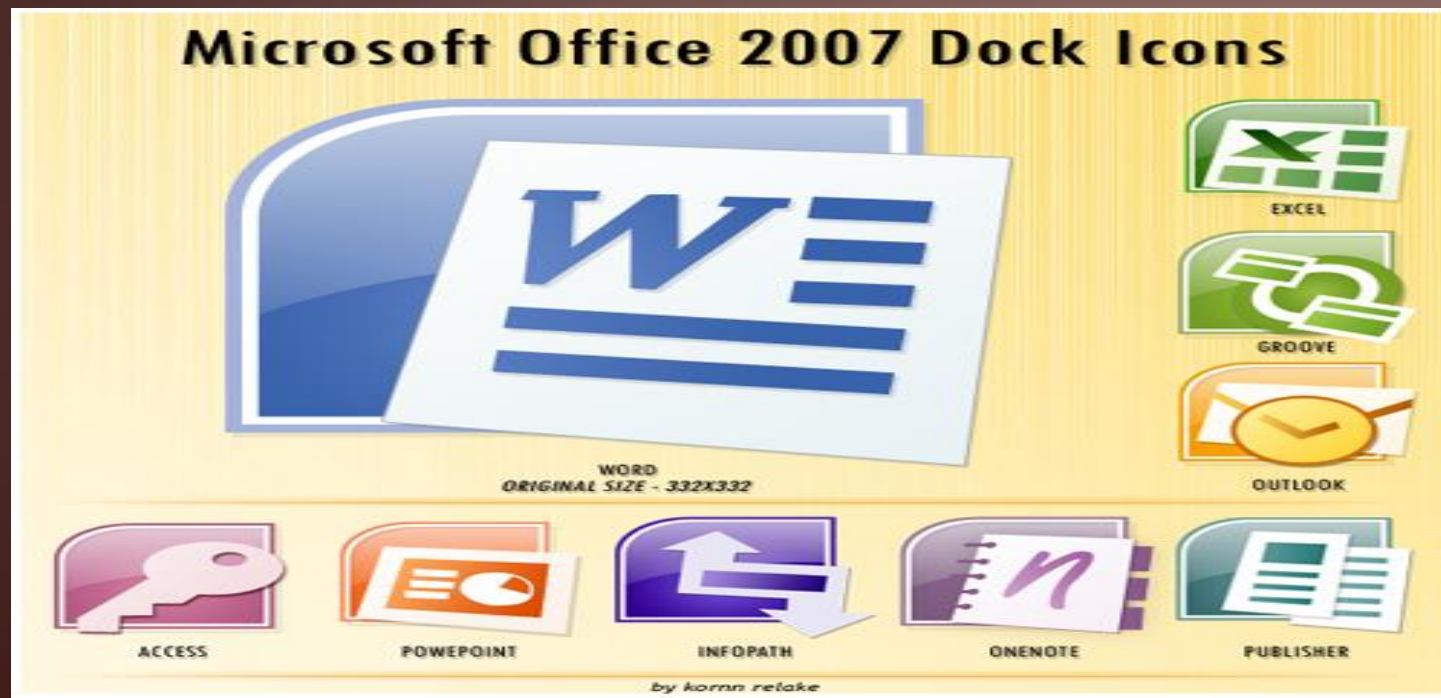 Microsoft Office 2007 Dock Icons
W
EXCEL
GROOVE
OUTLOOK
WORD
ORIGINAL SIZE - 332X332
ACCESS
POWEPOINT
INFOPATH
n
ONENOTE
PUBLISHER
by kornn relake